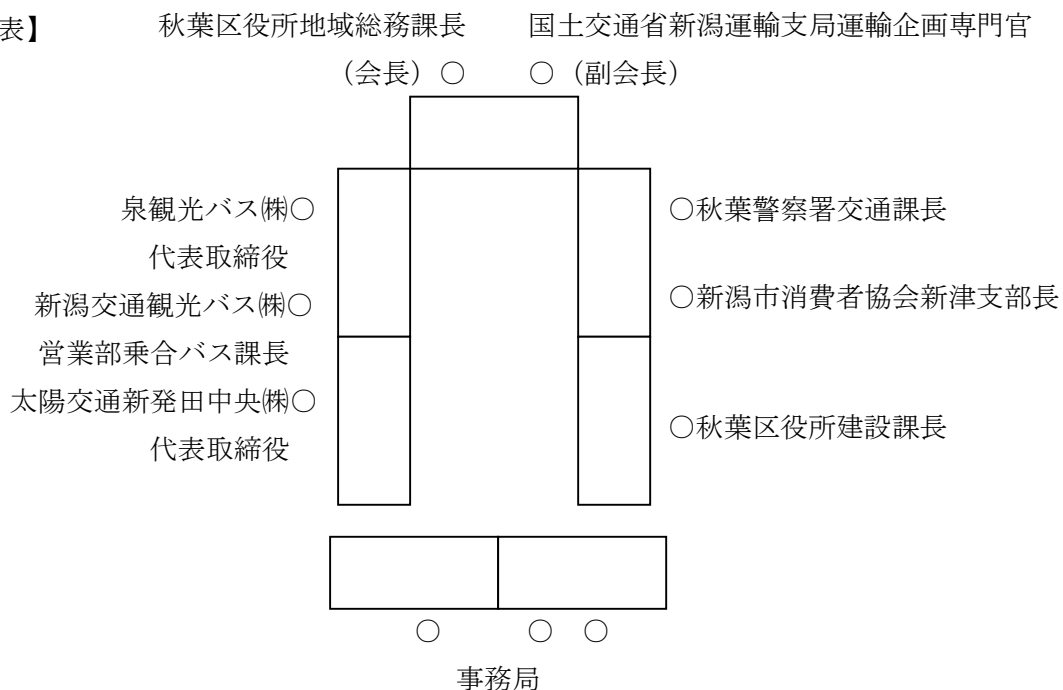 表】
秋葉区役所地域総務課長 国土交通省新潟運輸支局運輸企画専門官
（会長）○ ○（副会長）
泉観光バス㈱○
代表取締役
新潟交通観光バス㈱○
営業部乗合バス課長
太陽交通新発田中央㈱○
代表取締役
○秋葉警察署交通課長
○新潟市消費者協会新津支部長
○秋葉区役所建設課長
○ ○ ○
事務局